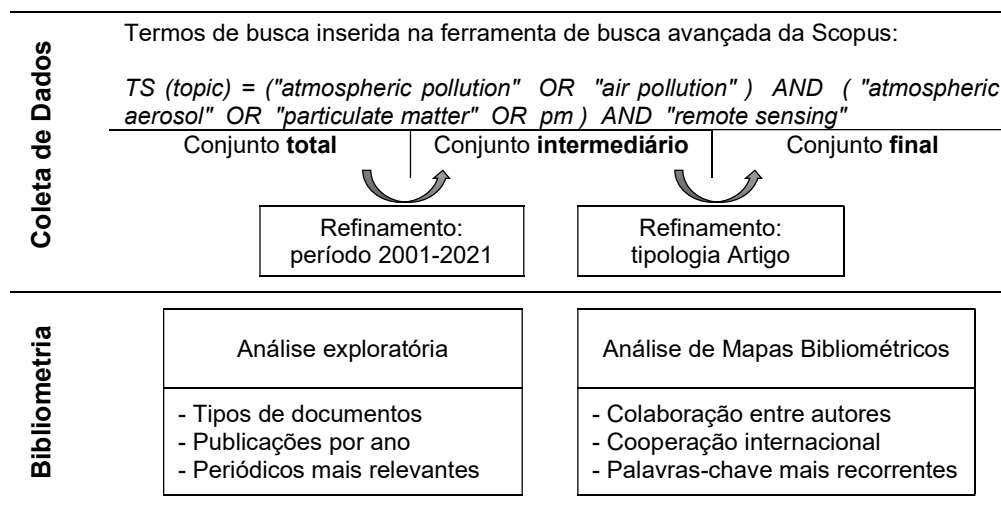 Coleta de Dados
Termos de busca inserida na ferramenta de busca avançada da Scopus:
TS (topic) = ("atmospheric pollution" OR "air pollution" ) AND ( "atmospheric
aerosol" OR "particulate matter" OR pm ) AND "remote sensing"
Conjunto total
Conjunto intermediário
Conjunto final
Refinamento:
período 2001-2021
Refinamento:
tipologia Artigo
Bibliometria
Análise exploratória
- Tipos de documentos
- Publicações por ano
- Periódicos mais relevantes
Análise de Mapas Bibliométricos
- Colaboração entre autores
- Cooperação internacional
- Palavras-chave mais recorrentes